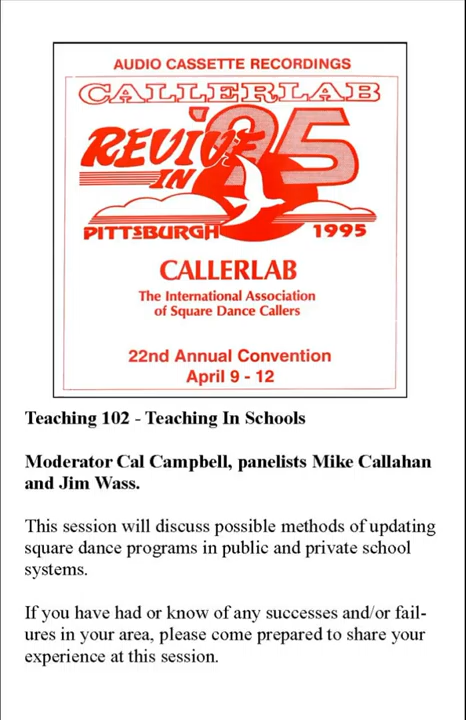 AUDIO CASSETTE RECORDINGS
CALLERLAB
REVIVE '95
IN
PITTSBURGH 1995
CALLERLAB
The International Association
of Square Dance Callers
22nd Annual Convention
April 9 - 12
Teaching 102 - Teaching In Schools
Moderator Cal Campbell, panelists Mike Callahan
and Jim Wass.
This session will discuss possible methods of updating
square dance programs in public and private school
systems.
If you have had or know of any successes and/or fail-
ures in your area, please come prepared to share your
experience at this session.